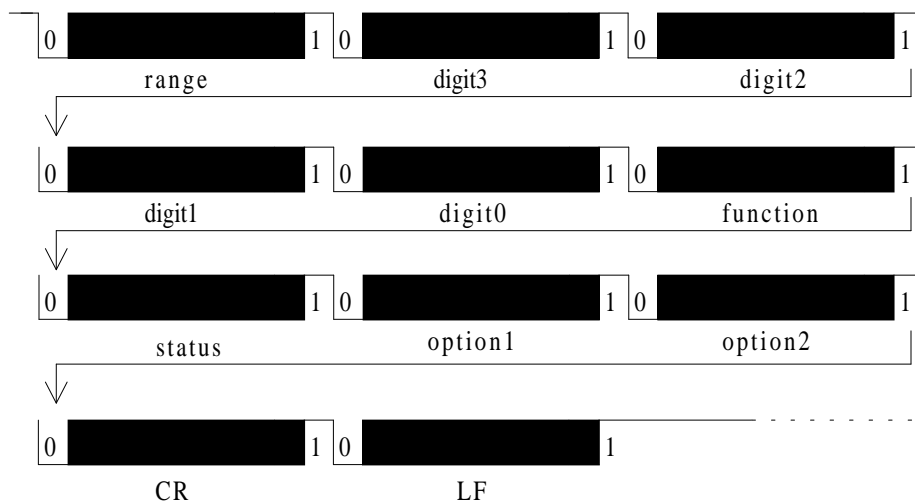 0 1 0 1 0 1
range digit3 digit2
0 1 0 1 0 1
digit1 digit0 function
0 1 0 1 0 1
status option1 option2
0 1 0 1
CR LF